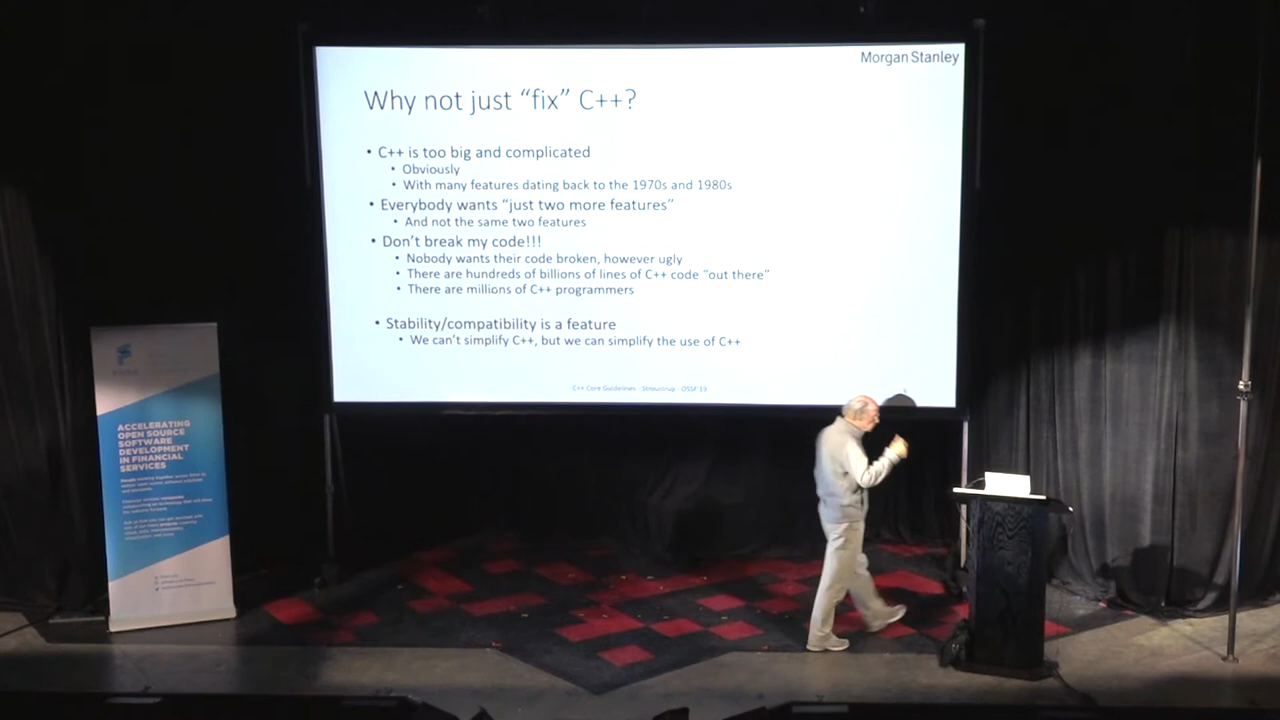 Morgan Stanley
Why not just “fix” C++?
• C++ is too big and complicated
• Obviously
• With many features dating back to the 1970s and 1980s
• Everybody wants “just two more features”
• And not the same two features
• Don’t break my code!!!
• Nobody wants their code broken, however ugly
• There are hundreds of billions of lines of C++ code “out there”
• There are millions of C++ programmers
• Stability/compatibility is a feature
• We can’t simplify C++, but we can simplify the use of C++
C++ Core Guidelines - Stroustrup - OSSF'19
ACCELERATING
OPEN SOURCE
SOFTWARE
DEVELOPMENT
IN FINANCIAL
SERVICES